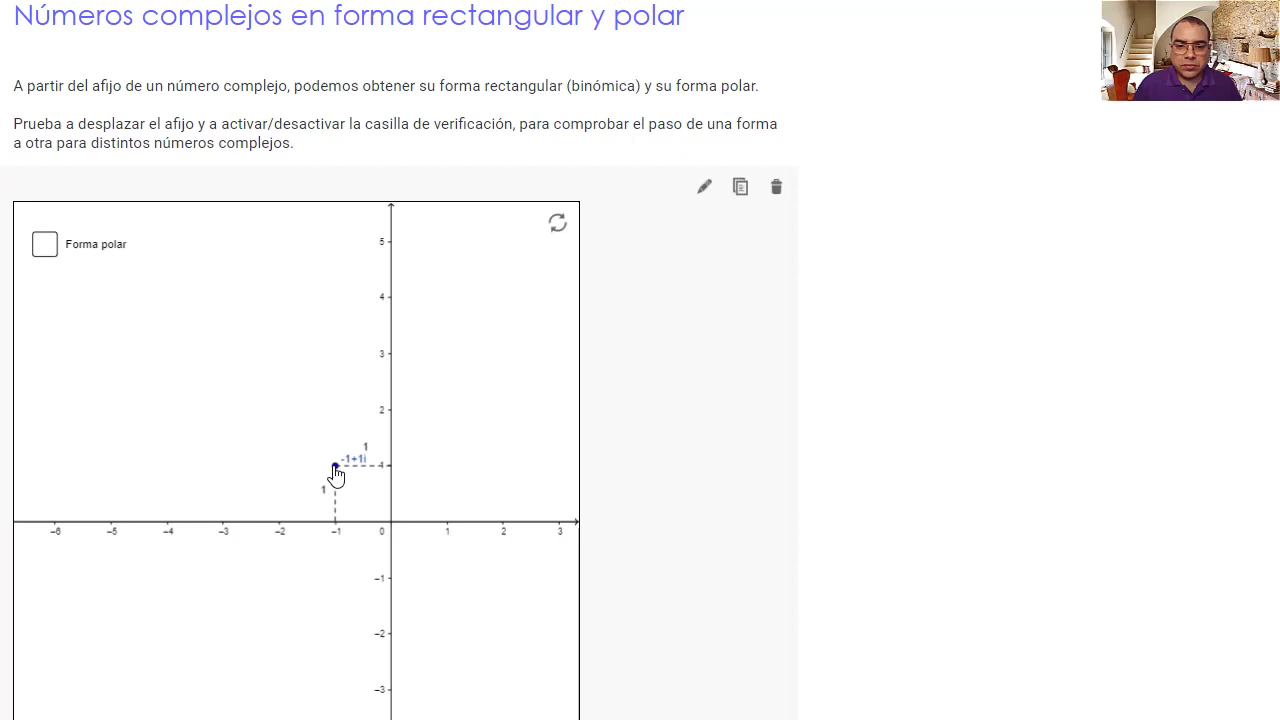 Números complejos en forma rectangular y polar
A partir del afijo de un número complejo, podemos obtener su forma rectangular (binómica) y su forma polar.
Prueba a desplazar el afijo y a activar/desactivar la casilla de verificación, para comprobar el paso de una forma
a otra para distintos números complejos.
Forma polar
5
4
3
2
1
-1+1i
1
1
−6 −5 −4 −3 −2 −1 0 1 2 3
−1
−2
−3